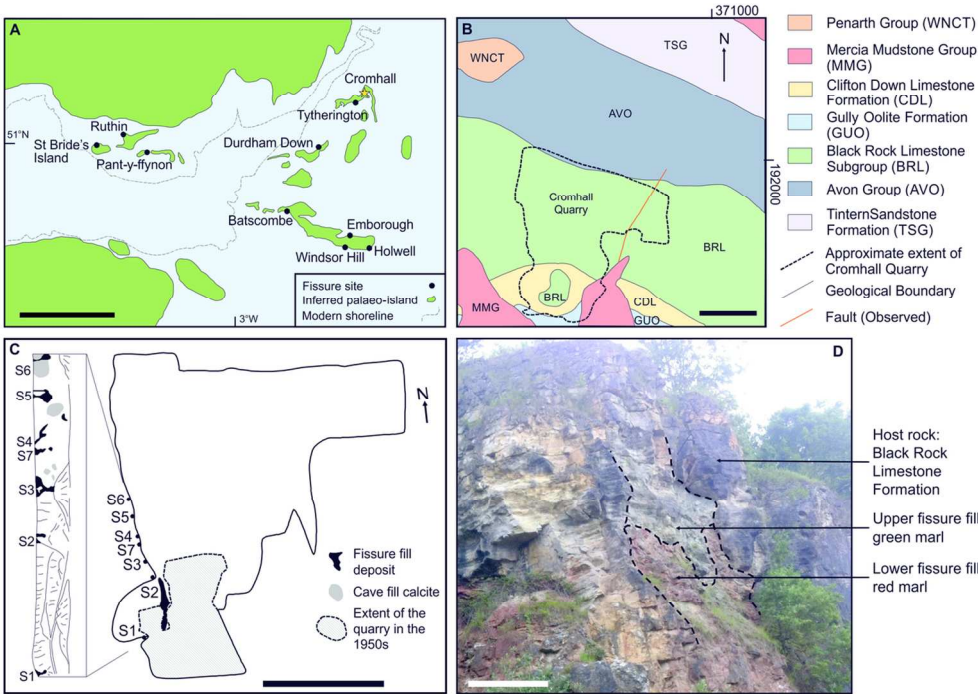 A
Cromhall
Tytherington
Ruthin
51°N
St Bride's
Island
Durdham Down
Pant-y-ffynon
Batscombe
Emborough
Windsor Hill
Holwell
Fissure site
Inferred palaeo-island
Modern shoreline
3°W
B
371000
N
WNCT
TSG
AVO
192000
Cromhall
Quarry
BRL
BRL
MMG
CDL
GUO
Penarth Group (WNCT)
Mercia Mudstone Group
(MMG)
Clifton Down Limestone
Formation (CDL)
Gully Oolite Formation
(GUO)
Black Rock Limestone
Subgroup (BRL)
Avon Group (AVO)
TinternSandstone
Formation (TSG)
Approximate extent of
Cromhall Quarry
Geological Boundary
Fault (Observed)
C
S6
S5
S4
S7
S3
S2
S1
N
S6
S5
S4
S7
S3
S2
S1
Fissure fill
deposit
Cave fill calcite
Extent of the
quarry in the
1950s
D
Host rock:
Black Rock
Limestone
Formation
Upper fissure fill
green marl
Lower fissure fill
red marl